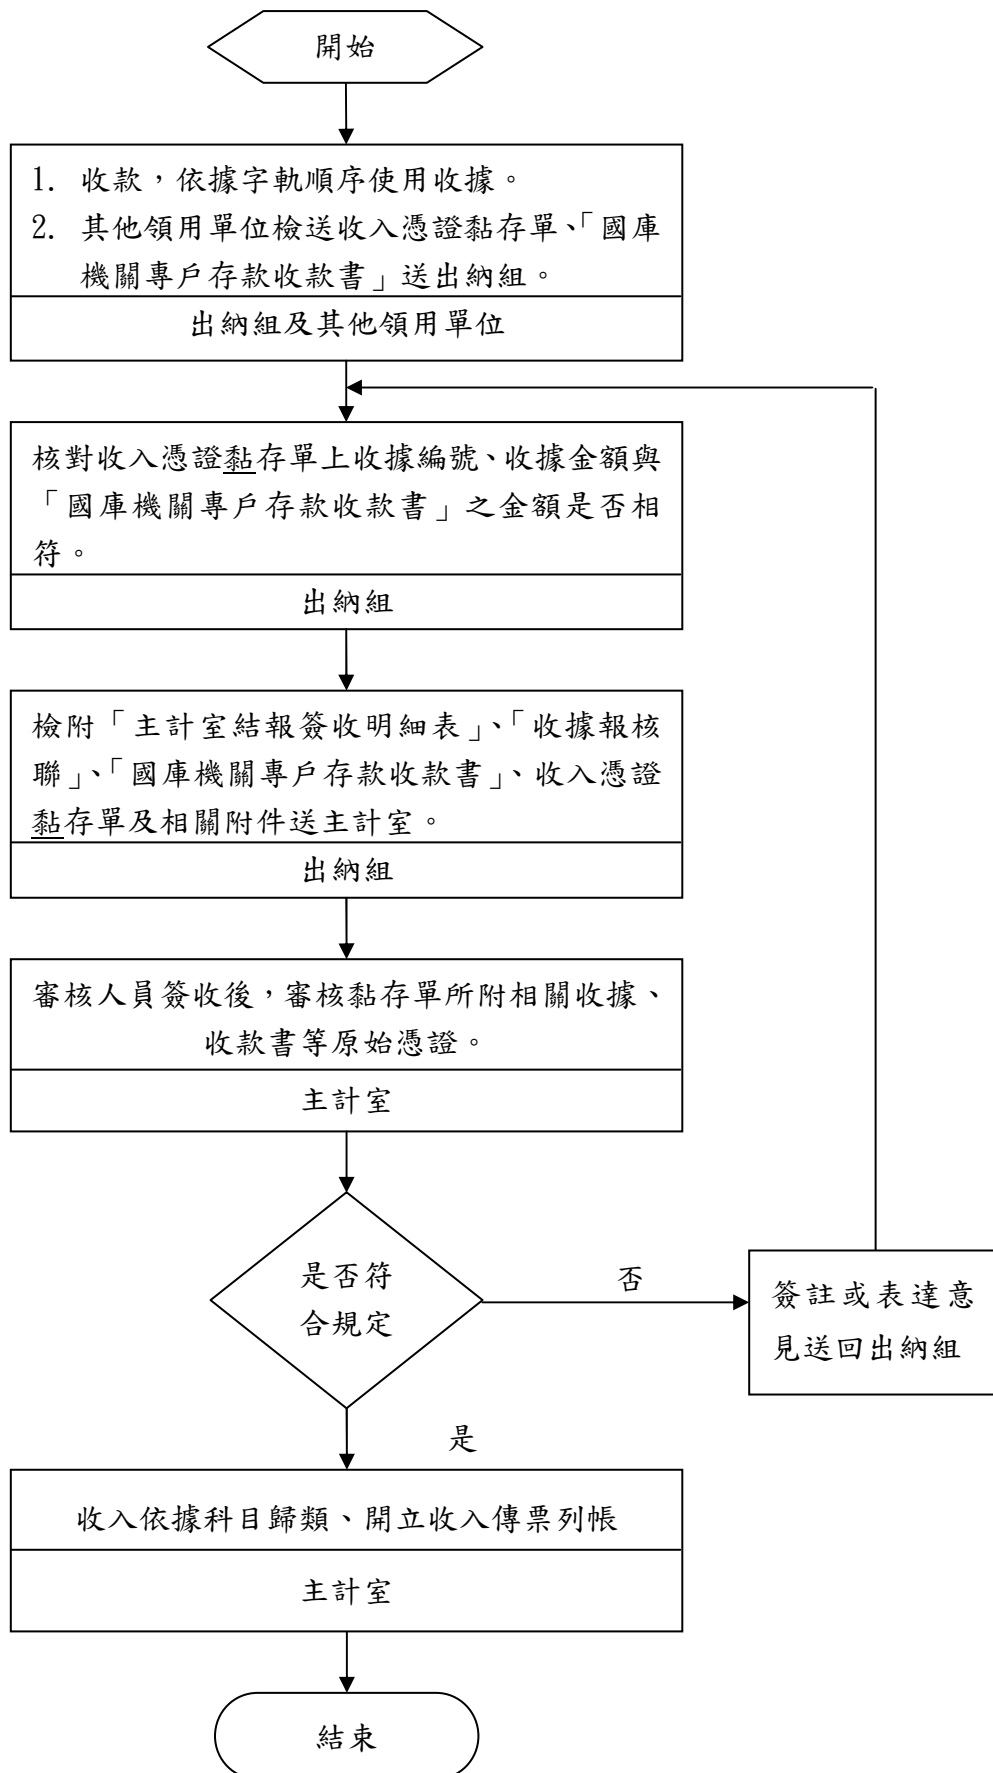 開始
1. 收款，依據字軌順序使用收據。
2. 其他領用單位檢送收入憑證黏存單、「國庫
機關專戶存款收款書」送出納組。
出納組及其他領用單位
核對收入憑證黏存單上收據編號、收據金額與
「國庫機關專戶存款收款書」之金額是否相
符。
出納組
檢附「主計室結報簽收明細表」、「收據報核
聯」、「國庫機關專戶存款收款書」、收入憑證
黏存單及相關附件送主計室。
出納組
審核人員簽收後，審核黏存單所附相關收據、
收款書等原始憑證。
主計室
是否符
合規定
否
簽註或表達意
見送回出納組
是
收入依據科目歸類、開立收入傳票列帳
主計室
結束